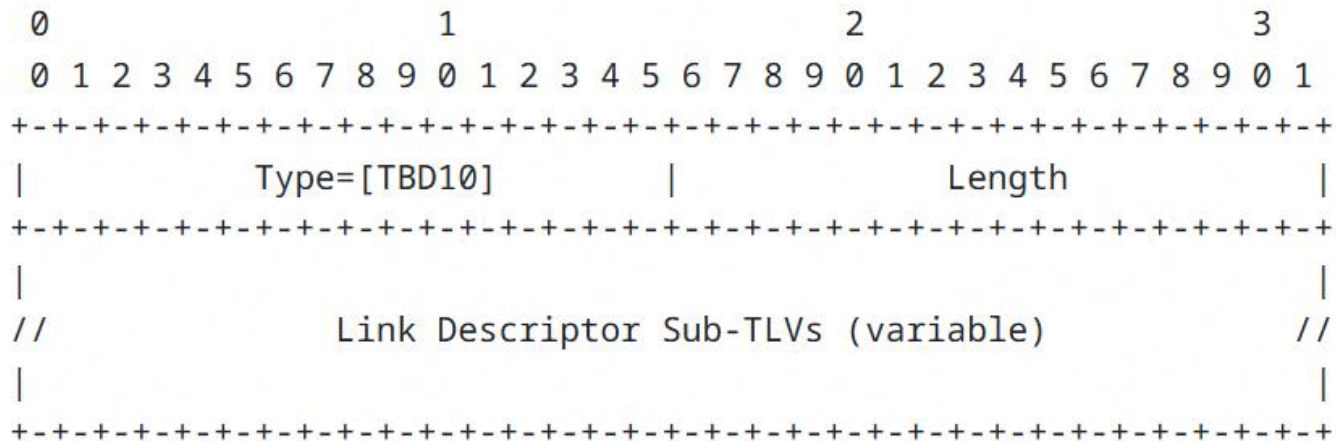 0                   1                   2                   3
 0 1 2 3 4 5 6 7 8 9 0 1 2 3 4 5 6 7 8 9 0 1 2 3 4 5 6 7 8 9 0 1
+-+-+-+-+-+-+-+-+-+-+-+-+-+-+-+-+-+-+-+-+-+-+-+-+-+-+-+-+-+-+-+-+
|           Type=[TBD10]        |             Length            |
+-+-+-+-+-+-+-+-+-+-+-+-+-+-+-+-+-+-+-+-+-+-+-+-+-+-+-+-+-+-+-+-+
|                                                               |
//              Link Descriptor Sub-TLVs (variable)            //
|                                                               |
+-+-+-+-+-+-+-+-+-+-+-+-+-+-+-+-+-+-+-+-+-+-+-+-+-+-+-+-+-+-+-+-+